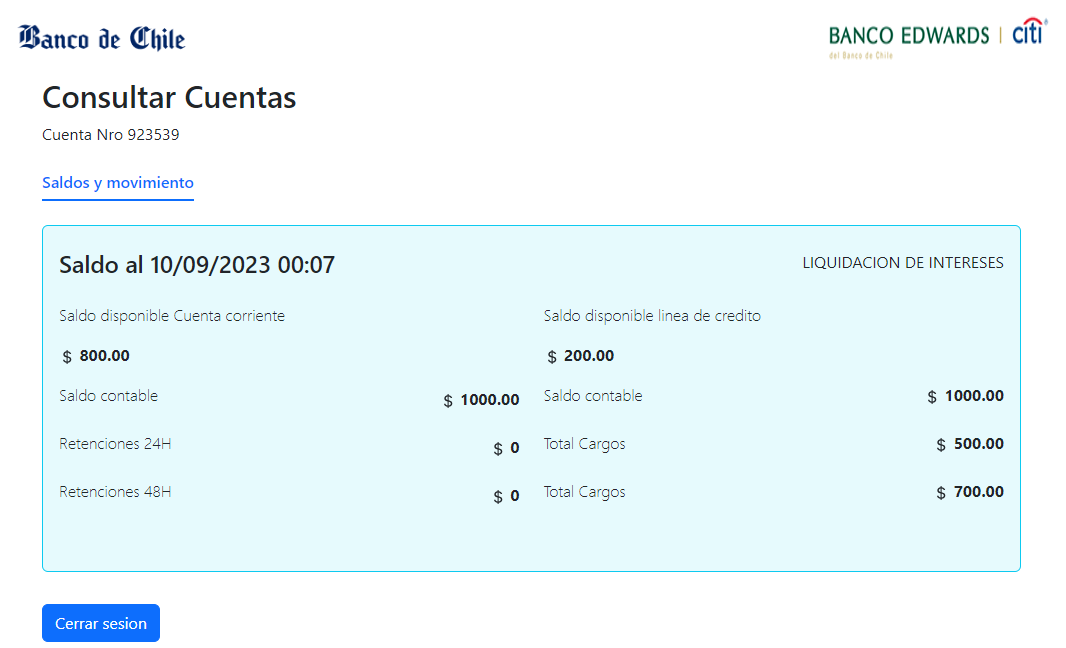 Banco de Chile
BANCO EDWARDS | citi
del Banco de Chile
Consultar Cuentas
Cuenta Nro 923539
Saldos y movimiento
Saldo al 10/09/2023 00:07
LIQUIDACION DE INTERESES
Saldo disponible Cuenta corriente
Saldo disponible linea de credito
$ 800.00
$ 200.00
Saldo contable
$ 1000.00
Saldo contable
$ 1000.00
Retenciones 24H
$ 0
Total Cargos
$ 500.00
Retenciones 48H
$ 0
Total Cargos
$ 700.00
Cerrar sesion